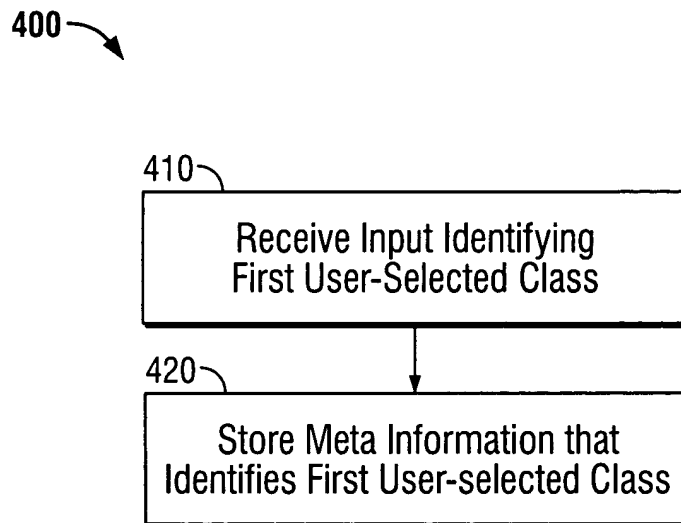 400
410
Receive Input Identifying
First User-Selected Class
420
Store Meta Information that
Identifies First User-selected Class